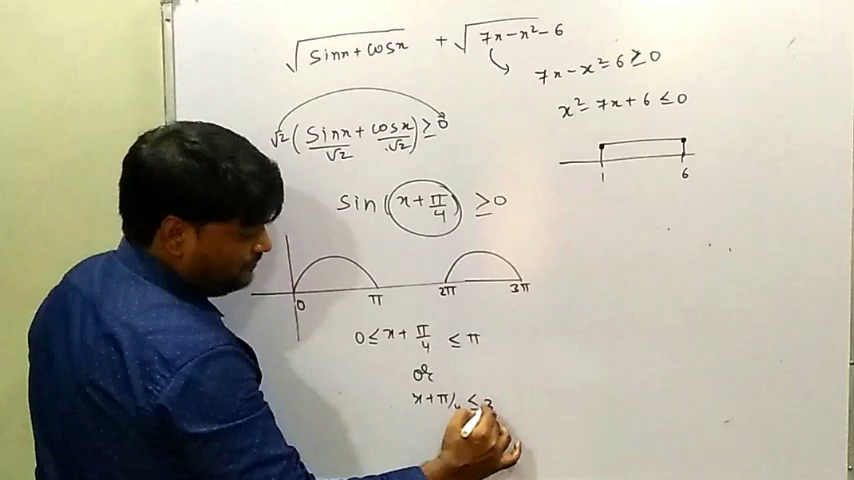 √(sinx + cosx) + √(7x - x² - 6)
7x - x² - 6 ≥ 0
x² - 7x + 6 ≤ 0
√2 ( sinx/√2 + cosx/√2 ) ≥ 0
1 6
sin (x + π/4) ≥ 0
0 π 2π 3π
0 ≤ x + π/4 ≤ π
or
x + π/4 ≤